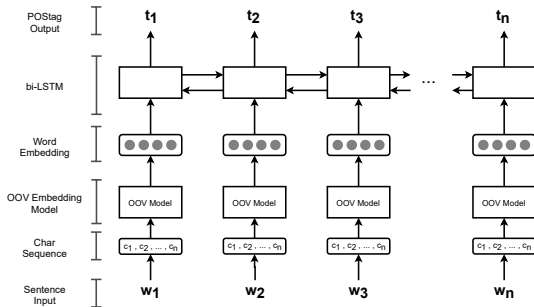 POStag
Output
t1 t2 t3 tn
bi-LSTM
...
Word
Embedding
OOV Embedding
Model
OOV Model OOV Model OOV Model OOV Model
Char
Sequence
c1 , c2 , ... , cn c1 , c2 , ... , cn c1 , c2 , ... , cn c1 , c2 , ... , cn
Sentence
Input
w1 w2 w3 wn